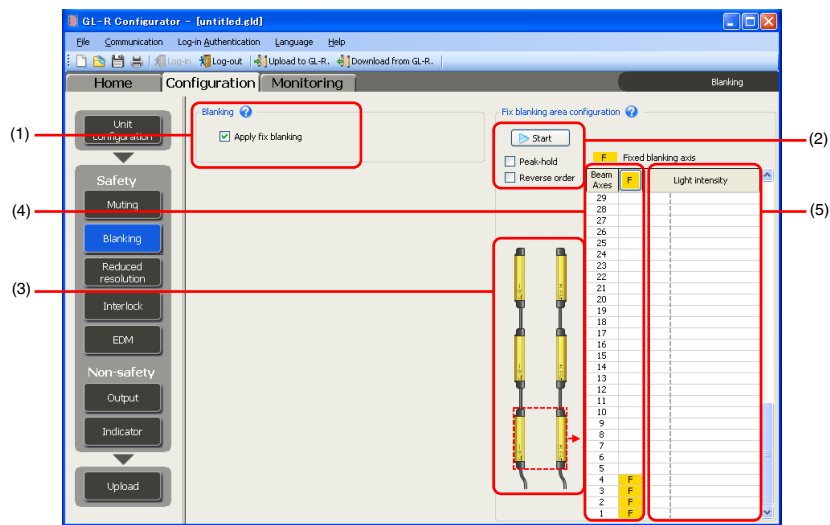 GL-R Configurator - [untitled.gld]
File Communication Log-in Authentication Language Help
Log-in Log-out Upload to GL-R. Download from GL-R.
Home Configuration Monitoring Blanking
(1)
(2)
(3)
(4)
(5)
Unit
configuration
Safety
Muting
Blanking
Reduced
resolution
Interlock
EDM
Non-safety
Output
Indicator
Upload
Blanking
Apply fix blanking
Fix blanking area configuration
Start
Peak-hold
Reverse order
F Fixed blanking axis
Beam
Axes F Light intensity
29
28
27
26
25
24
23
22
21
20
19
18
17
16
15
14
13
12
11
10
9
8
7
6
5
4 F
3 F
2 F
1 F